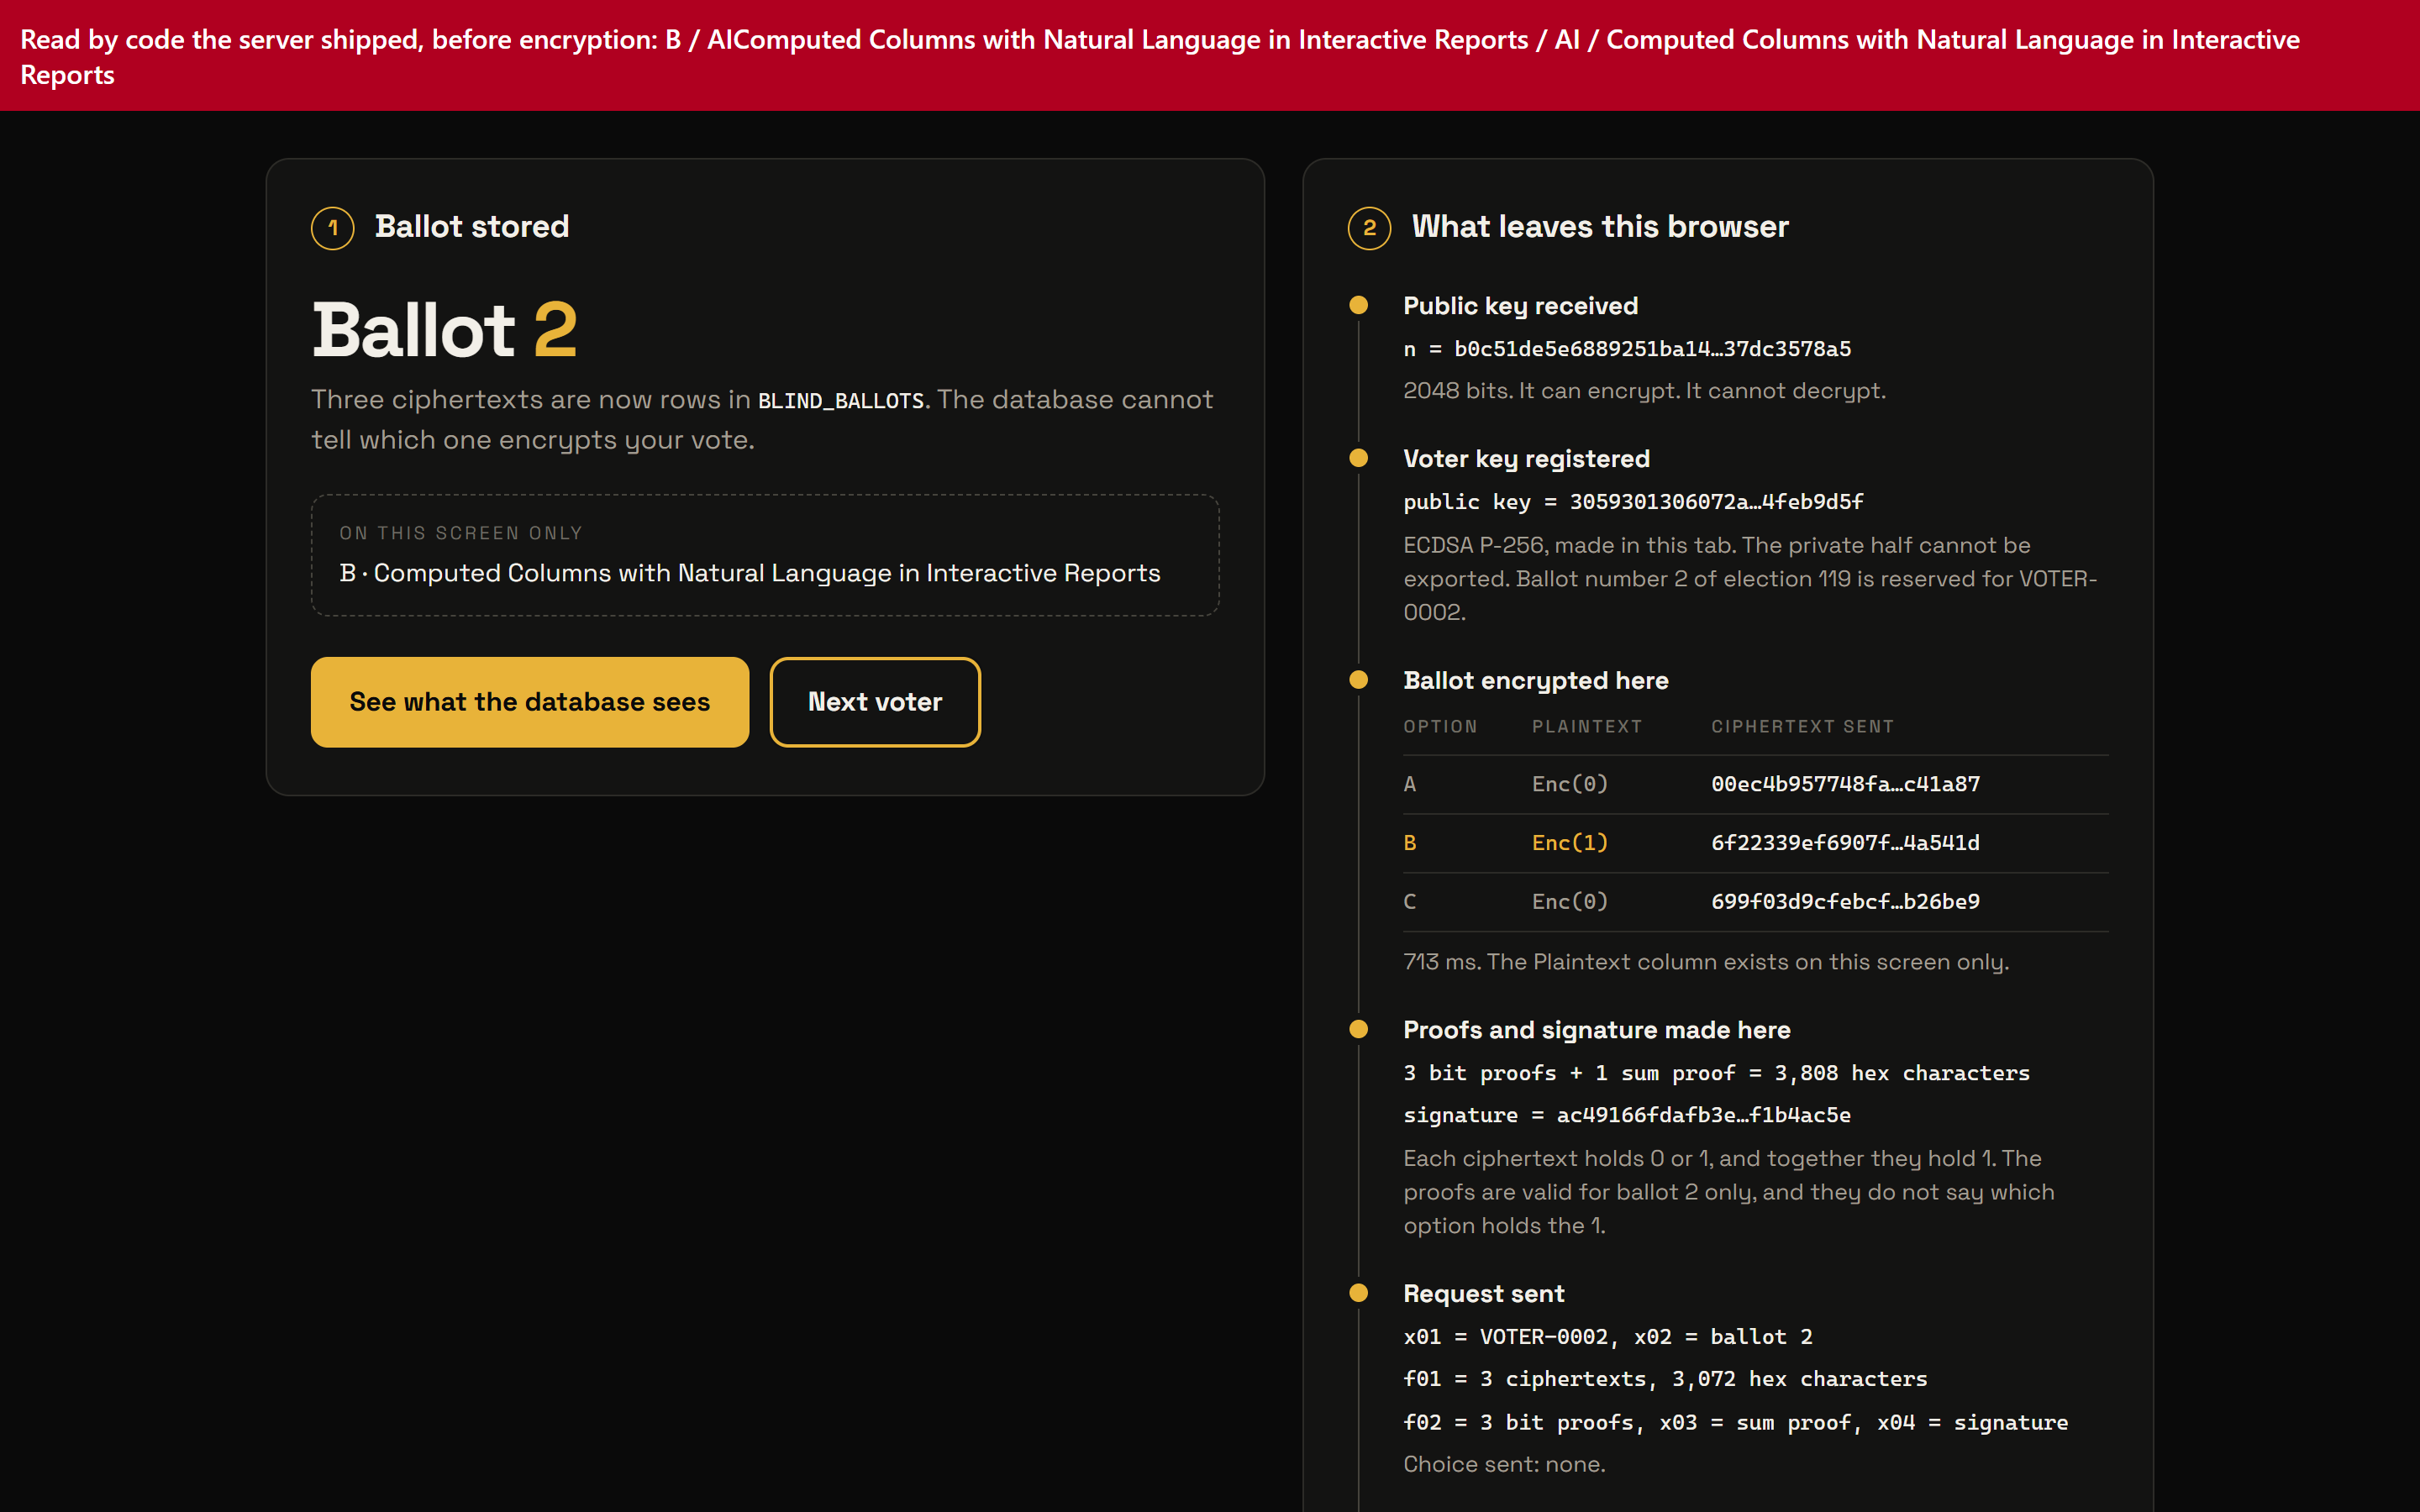 Read by code the server shipped, before encryption: B / AIComputed Columns with Natural Language in Interactive Reports / AI / Computed Columns with Natural Language in Interactive
Reports
1 Ballot stored
Ballot 2
Three ciphertexts are now rows in BLIND_BALLOTS. The database cannot
tell which one encrypts your vote.
ON THIS SCREEN ONLY
B · Computed Columns with Natural Language in Interactive Reports
See what the database sees
Next voter
2 What leaves this browser
Public key received
n = b0c51de5e6889251ba14…37dc3578a5
2048 bits. It can encrypt. It cannot decrypt.
Voter key registered
public key = 3059301306072a…4feb9d5f
ECDSA P-256, made in this tab. The private half cannot be
exported. Ballot number 2 of election 119 is reserved for VOTER-
0002.
Ballot encrypted here
OPTION PLAINTEXT CIPHERTEXT SENT
A Enc(0) 00ec4b957748fa…c41a87
B Enc(1) 6f22339ef6907f…4a541d
C Enc(0) 699f03d9cfebcf…b26be9
713 ms. The Plaintext column exists on this screen only.
Proofs and signature made here
3 bit proofs + 1 sum proof = 3,808 hex characters
signature = ac49166fdafb3e…f1b4ac5e
Each ciphertext holds 0 or 1, and together they hold 1. The
proofs are valid for ballot 2 only, and they do not say which
option holds the 1.
Request sent
x01 = VOTER-0002, x02 = ballot 2
f01 = 3 ciphertexts, 3,072 hex characters
f02 = 3 bit proofs, x03 = sum proof, x04 = signature
Choice sent: none.